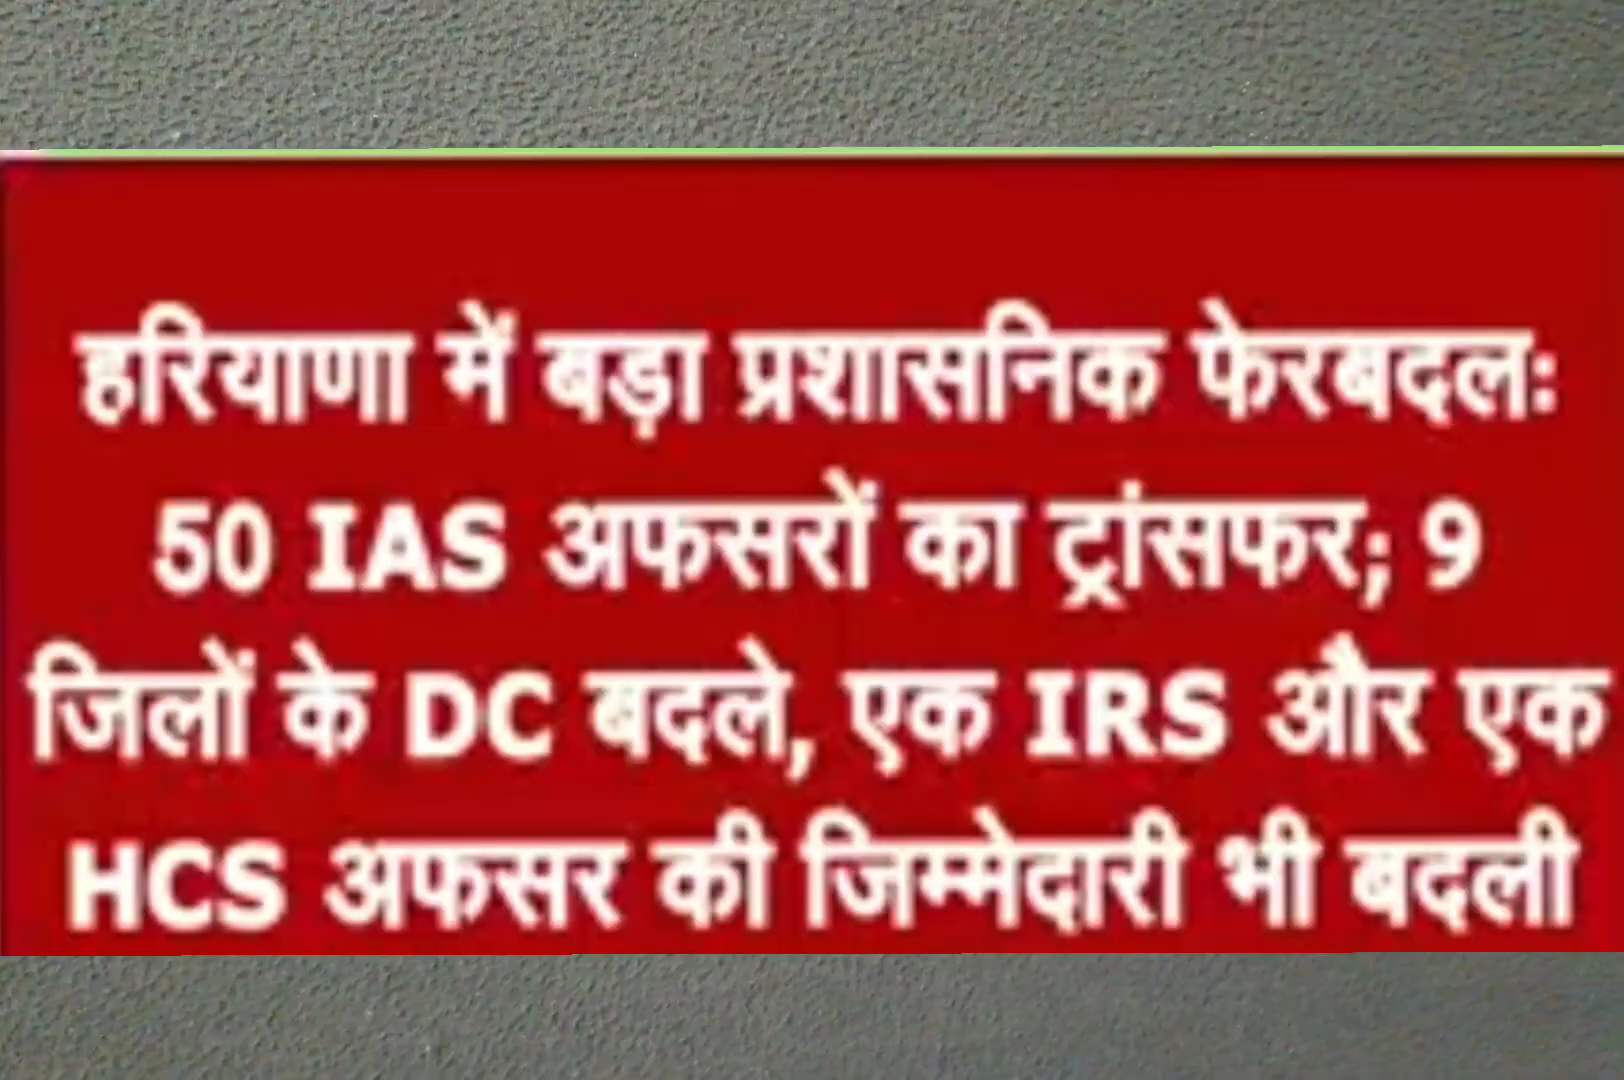 हरियाणा में बड़ा प्रशासनिक फेरबदलः
50 IAS अफसरों का ट्रांसफर; 9
जिलों के DC बदले, एक IRS और एक
HCS अफसर की जिम्मेदारी भी बदली